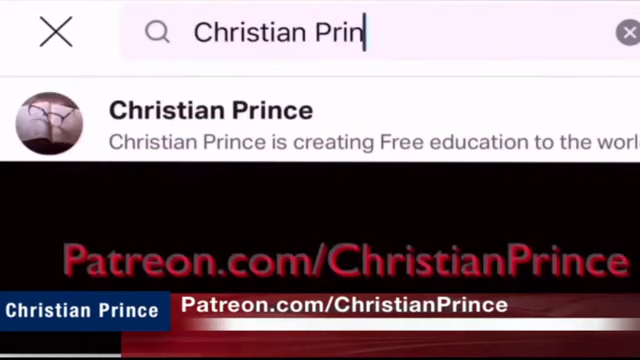 Christian Prin
Christian Prince
Christian Prince is creating Free education to the worl
Patreon.com/ChristianPrince
Christian Prince
Patreon.com/ChristianPrince